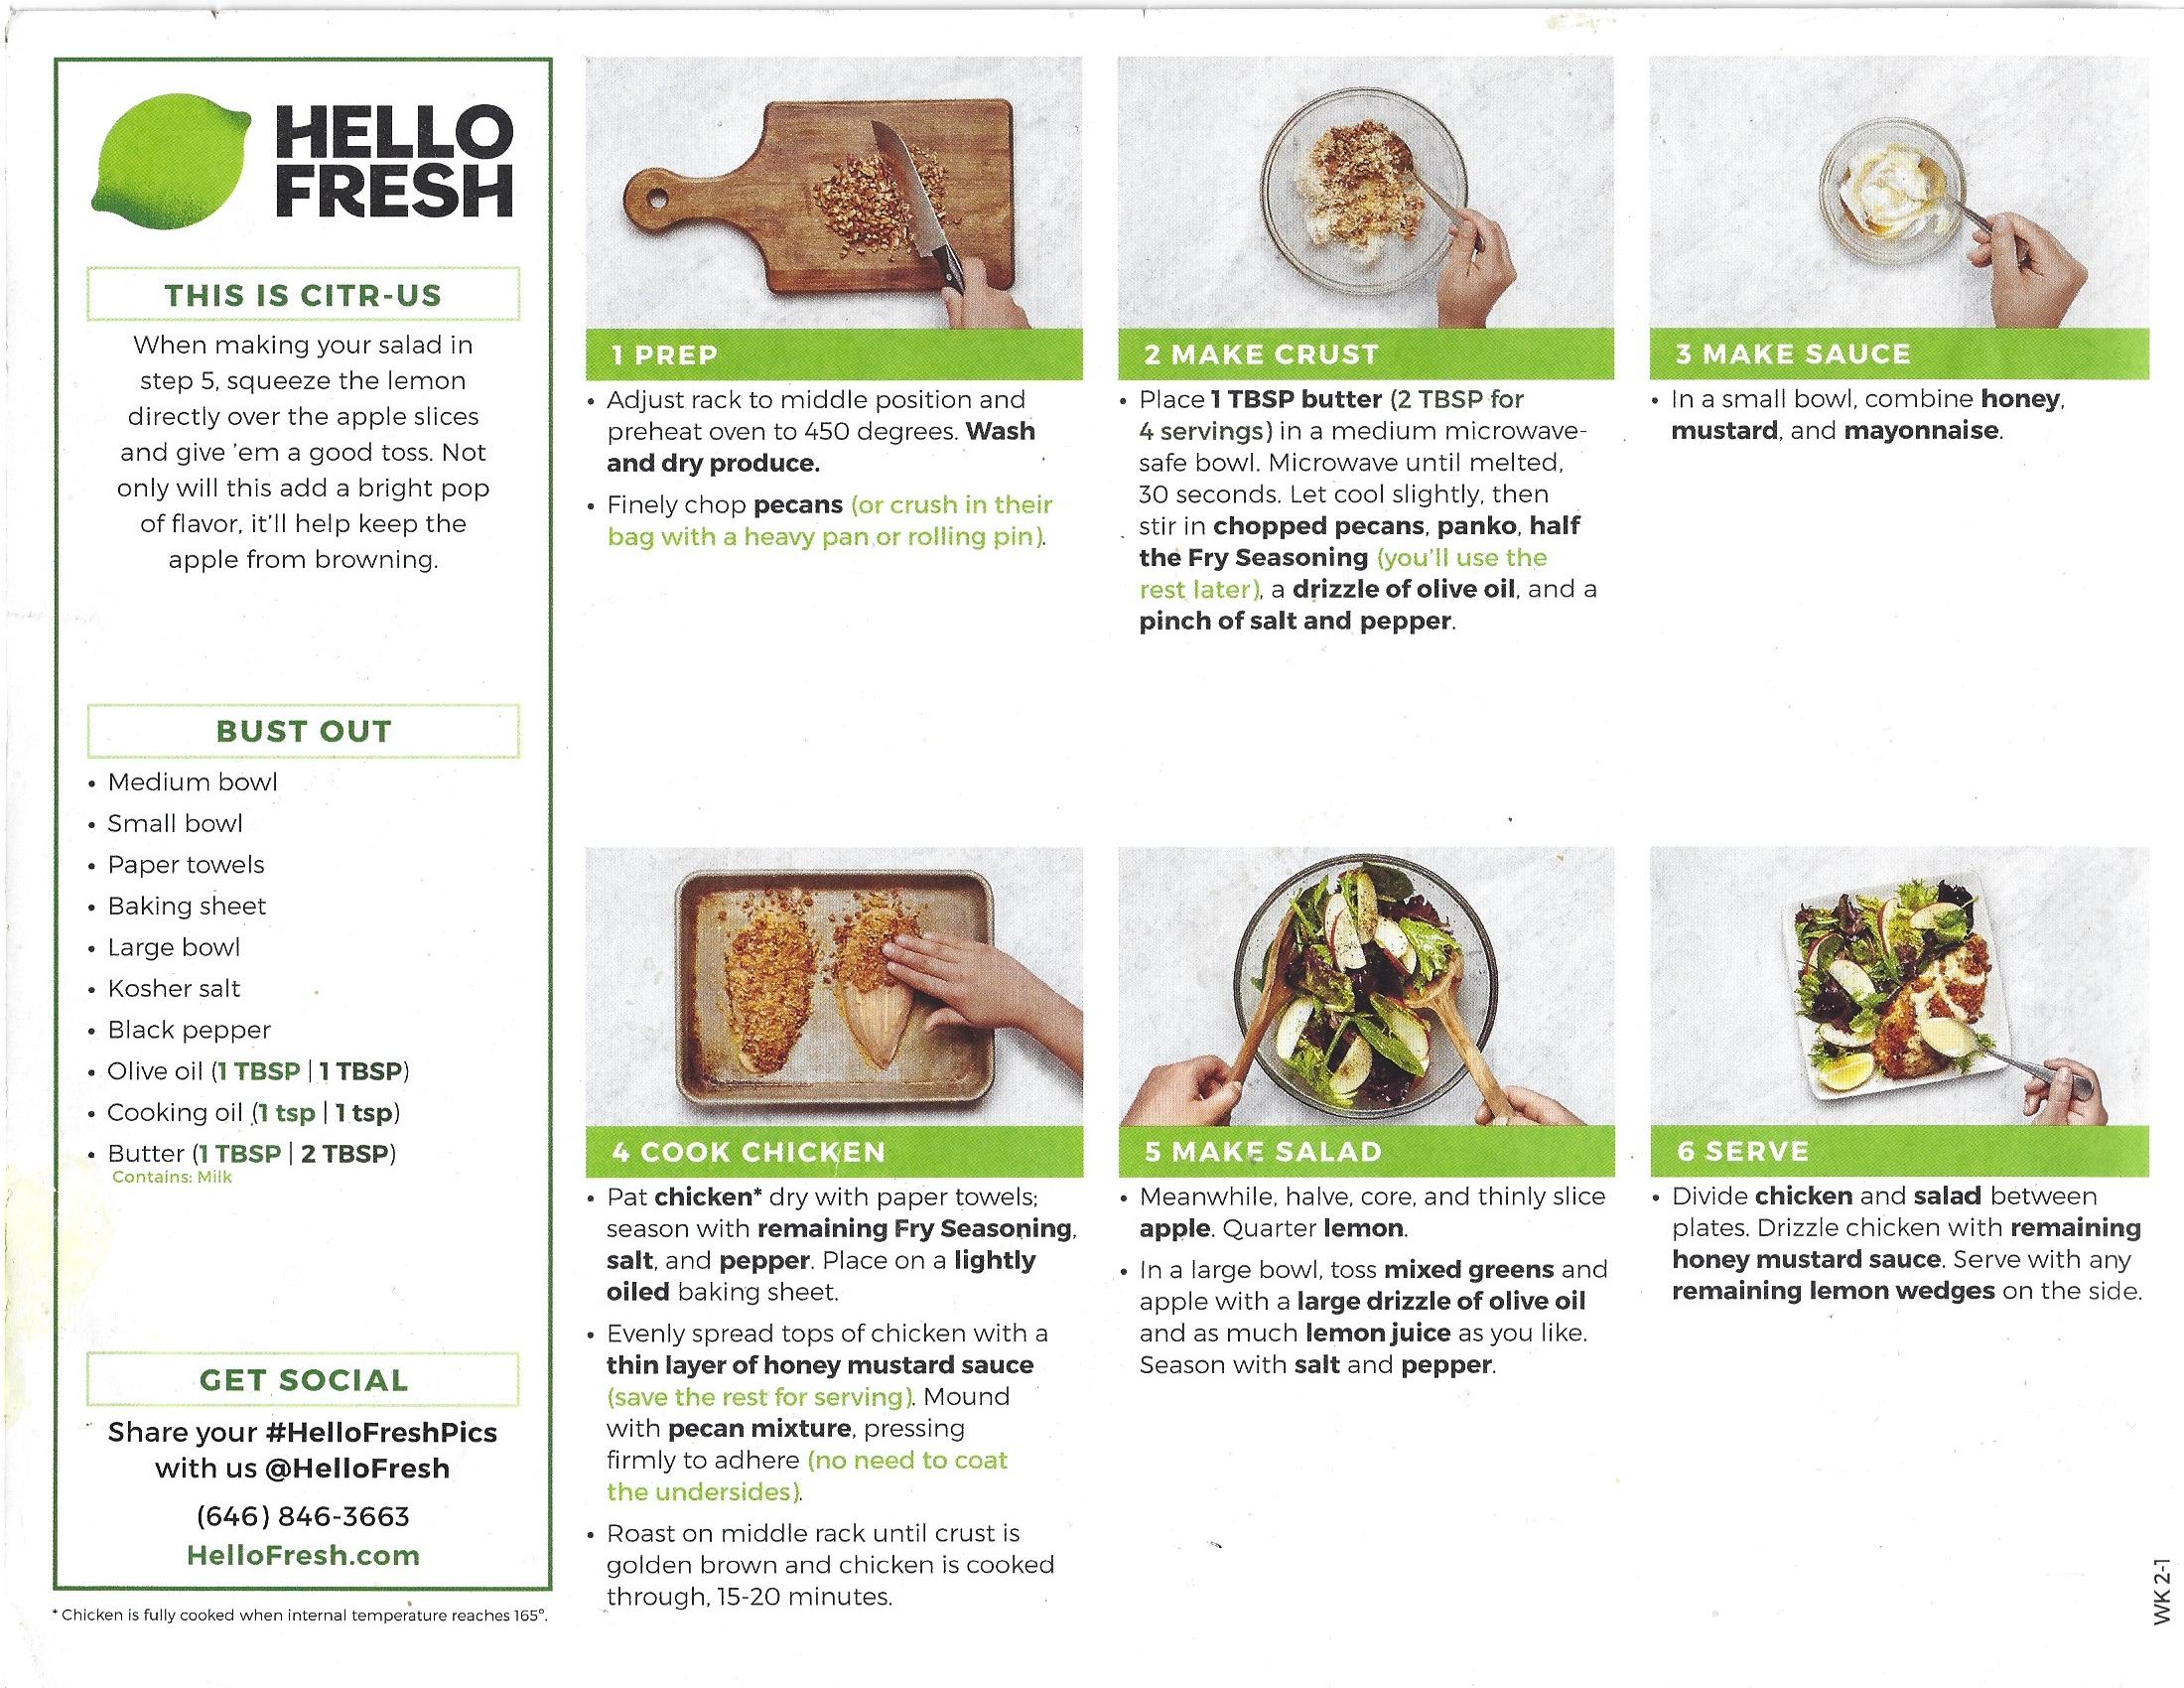 HELLO
FRESH
THIS IS CITR-US
When making your salad in
step 5, squeeze the lemon
directly over the apple slices
and give 'em a good toss. Not
only will this add a bright pop
of flavor, it'll help keep the
apple from browning.
BUST OUT
• Medium bowl
• Small bowl
• Paper towels
• Baking sheet
• Large bowl
• Kosher salt
• Black pepper
• Olive oil (1 TBSP | 1 TBSP)
• Cooking oil (1 tsp | 1 tsp)
• Butter (1 TBSP | 2 TBSP)
Contains: Milk
GET SOCIAL
Share your #HelloFreshPics
with us @HelloFresh
(646) 846-3663
HelloFresh.com
* Chicken is fully cooked when internal temperature reaches 165°.
1 PREP
• Adjust rack to middle position and
preheat oven to 450 degrees. Wash
and dry produce.
• Finely chop pecans (or crush in their
bag with a heavy pan or rolling pin).
2 MAKE CRUST
• Place 1 TBSP butter (2 TBSP for
4 servings) in a medium microwave-
safe bowl. Microwave until melted,
30 seconds. Let cool slightly, then
stir in chopped pecans, panko, half
the Fry Seasoning (you'll use the
rest later), a drizzle of olive oil, and a
pinch of salt and pepper.
3 MAKE SAUCE
• In a small bowl, combine honey,
mustard, and mayonnaise.
4 COOK CHICKEN
• Pat chicken* dry with paper towels;
season with remaining Fry Seasoning,
salt, and pepper. Place on a lightly
oiled baking sheet.
• Evenly spread tops of chicken with a
thin layer of honey mustard sauce
(save the rest for serving). Mound
with pecan mixture, pressing
firmly to adhere (no need to coat
the undersides).
• Roast on middle rack until crust is
golden brown and chicken is cooked
through, 15-20 minutes.
5 MAKE SALAD
• Meanwhile, halve, core, and thinly slice
apple. Quarter lemon.
• In a large bowl, toss mixed greens and
apple with a large drizzle of olive oil
and as much lemon juice as you like.
Season with salt and pepper.
6 SERVE
• Divide chicken and salad between
plates. Drizzle chicken with remaining
honey mustard sauce. Serve with any
remaining lemon wedges on the side.
WK 2-1